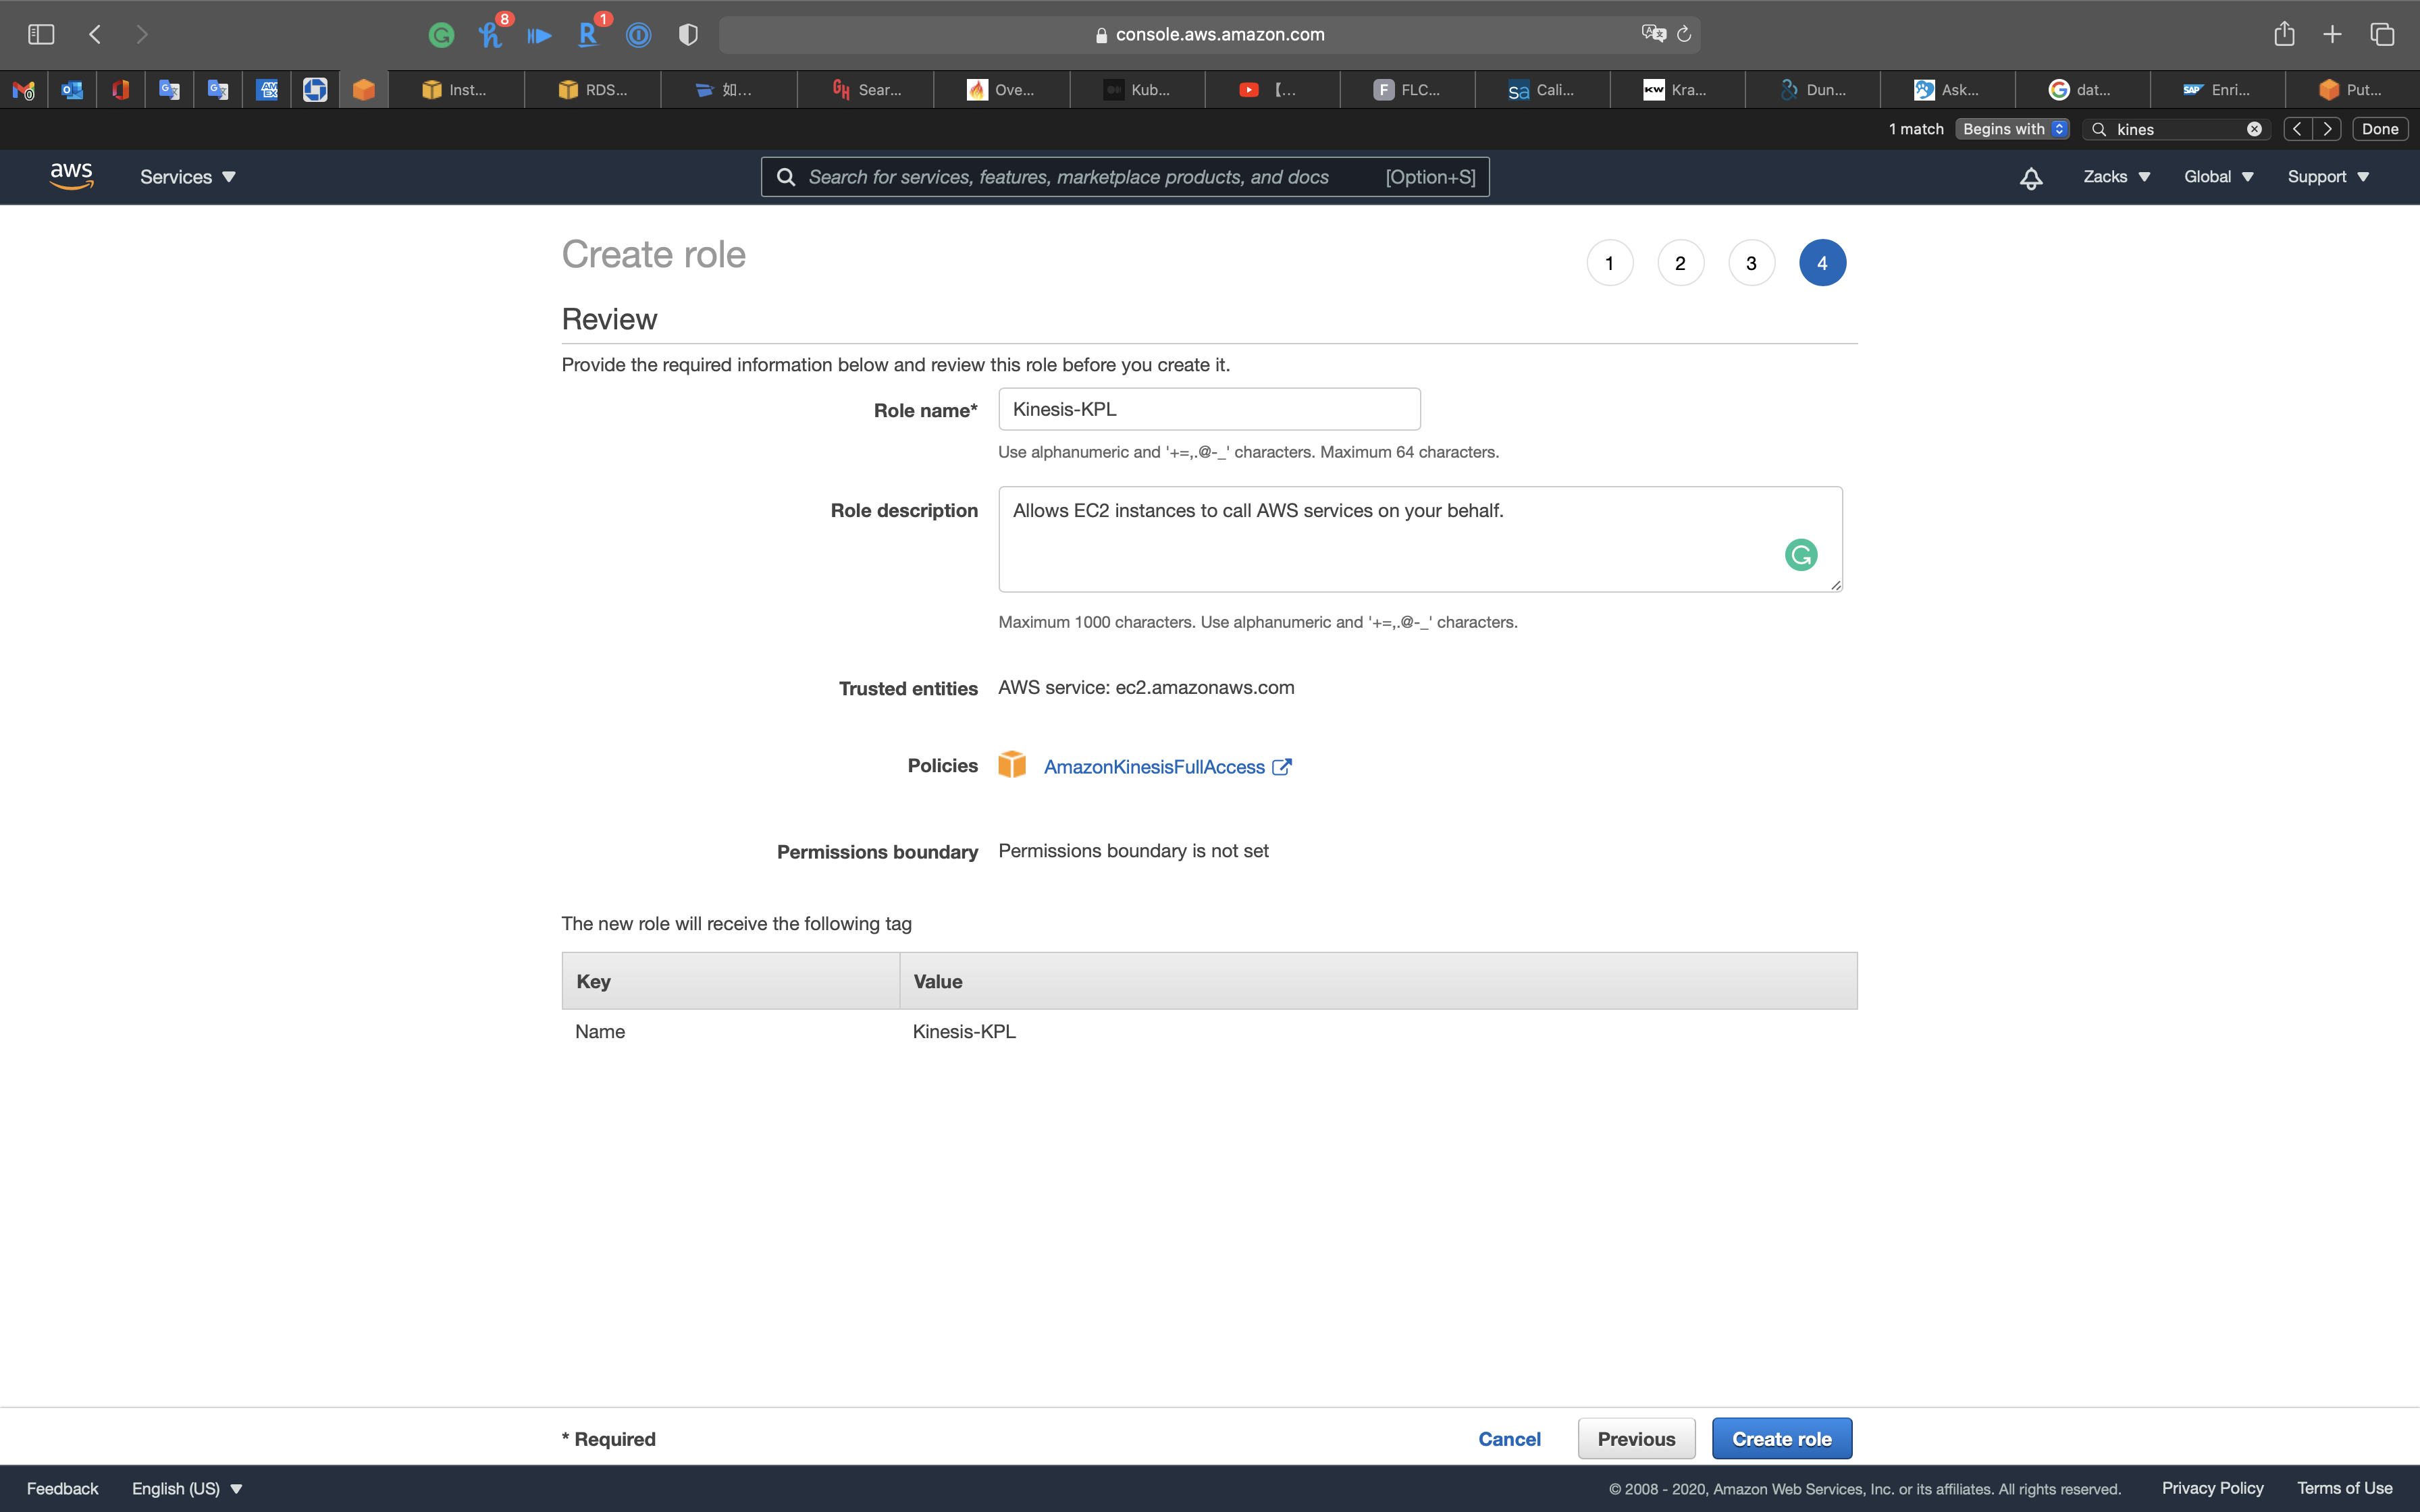 8
1
console.aws.amazon.com
Inst...
RDS...
如...
Sear...
Ove...
Kub...
【...
FLC...
Cali...
Kra...
Dun...
Ask...
dat...
Enri...
Put...
1 match
Begins with
kines
Done
aws
Services
Search for services, features, marketplace products, and docs
[Option+S]
Zacks
Global
Support
Create role
1
2
3
4
Review
Provide the required information below and review this role before you create it.
Role name*
Kinesis-KPL
Use alphanumeric and '+=,.@-_' characters. Maximum 64 characters.
Role description
Allows EC2 instances to call AWS services on your behalf.
Maximum 1000 characters. Use alphanumeric and '+=,.@-_' characters.
Trusted entities
AWS service: ec2.amazonaws.com
Policies
AmazonKinesisFullAccess
Permissions boundary
Permissions boundary is not set
The new role will receive the following tag
Key
Value
Name
Kinesis-KPL
* Required
Cancel
Previous
Create role
Feedback
English (US)
© 2008 - 2020, Amazon Web Services, Inc. or its affiliates. All rights reserved.
Privacy Policy
Terms of Use